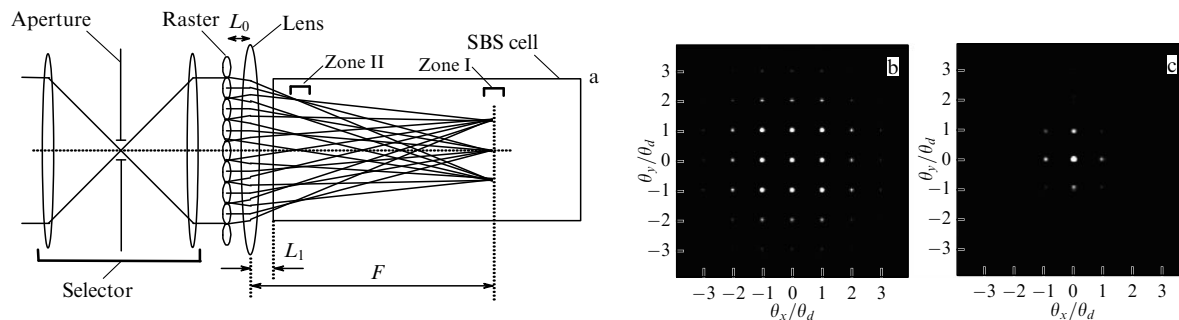 Aperture
Raster
L₀
Lens
SBS cell
a
Zone II
Zone I
L₁
F
Selector
b
θy/θd
3
2
1
0
−1
−2
−3
−3 −2 −1 0 1 2 3
θx/θd
c
θy/θd
3
2
1
0
−1
−2
−3
−3 −2 −1 0 1 2 3
θx/θd